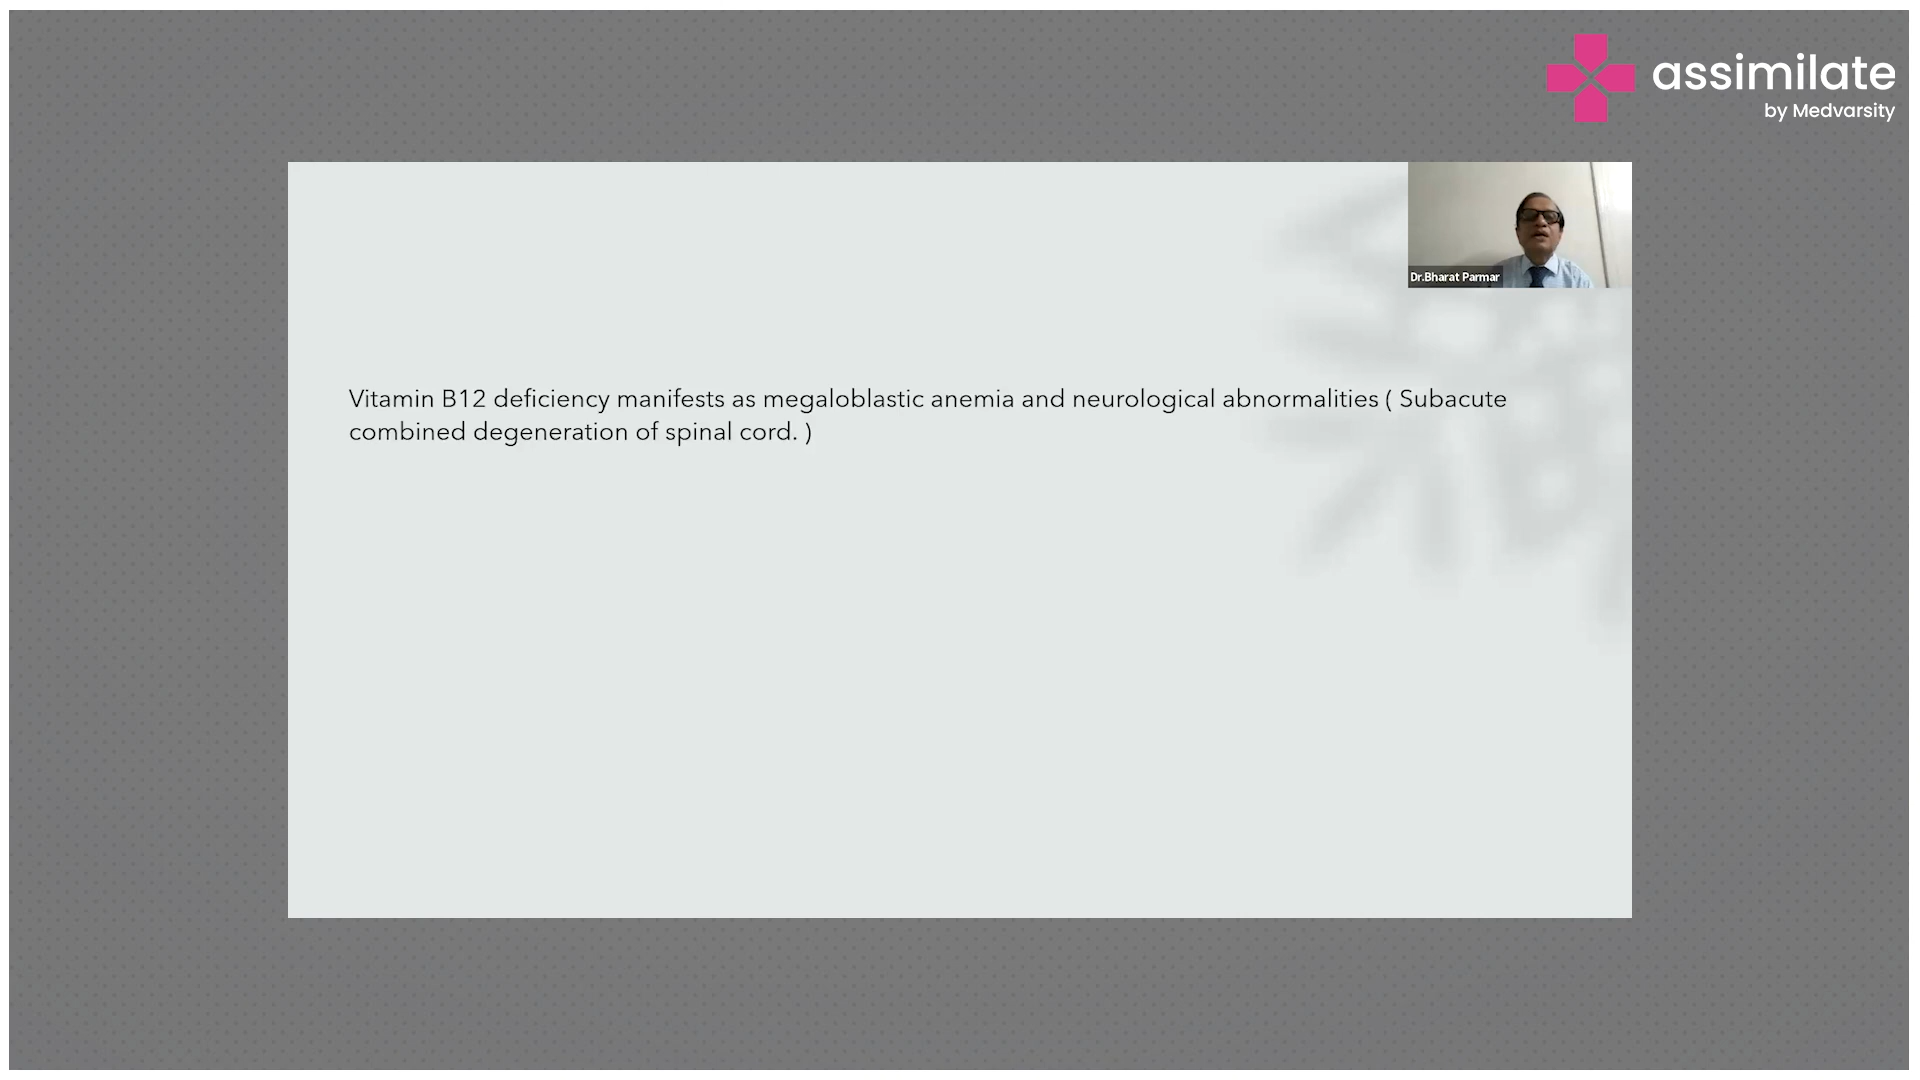 assimilate
by Medvarsity
Dr.Bharat Parmar
Vitamin B12 deficiency manifests as megaloblastic anemia and neurological abnormalities ( Subacute
combined degeneration of spinal cord. )